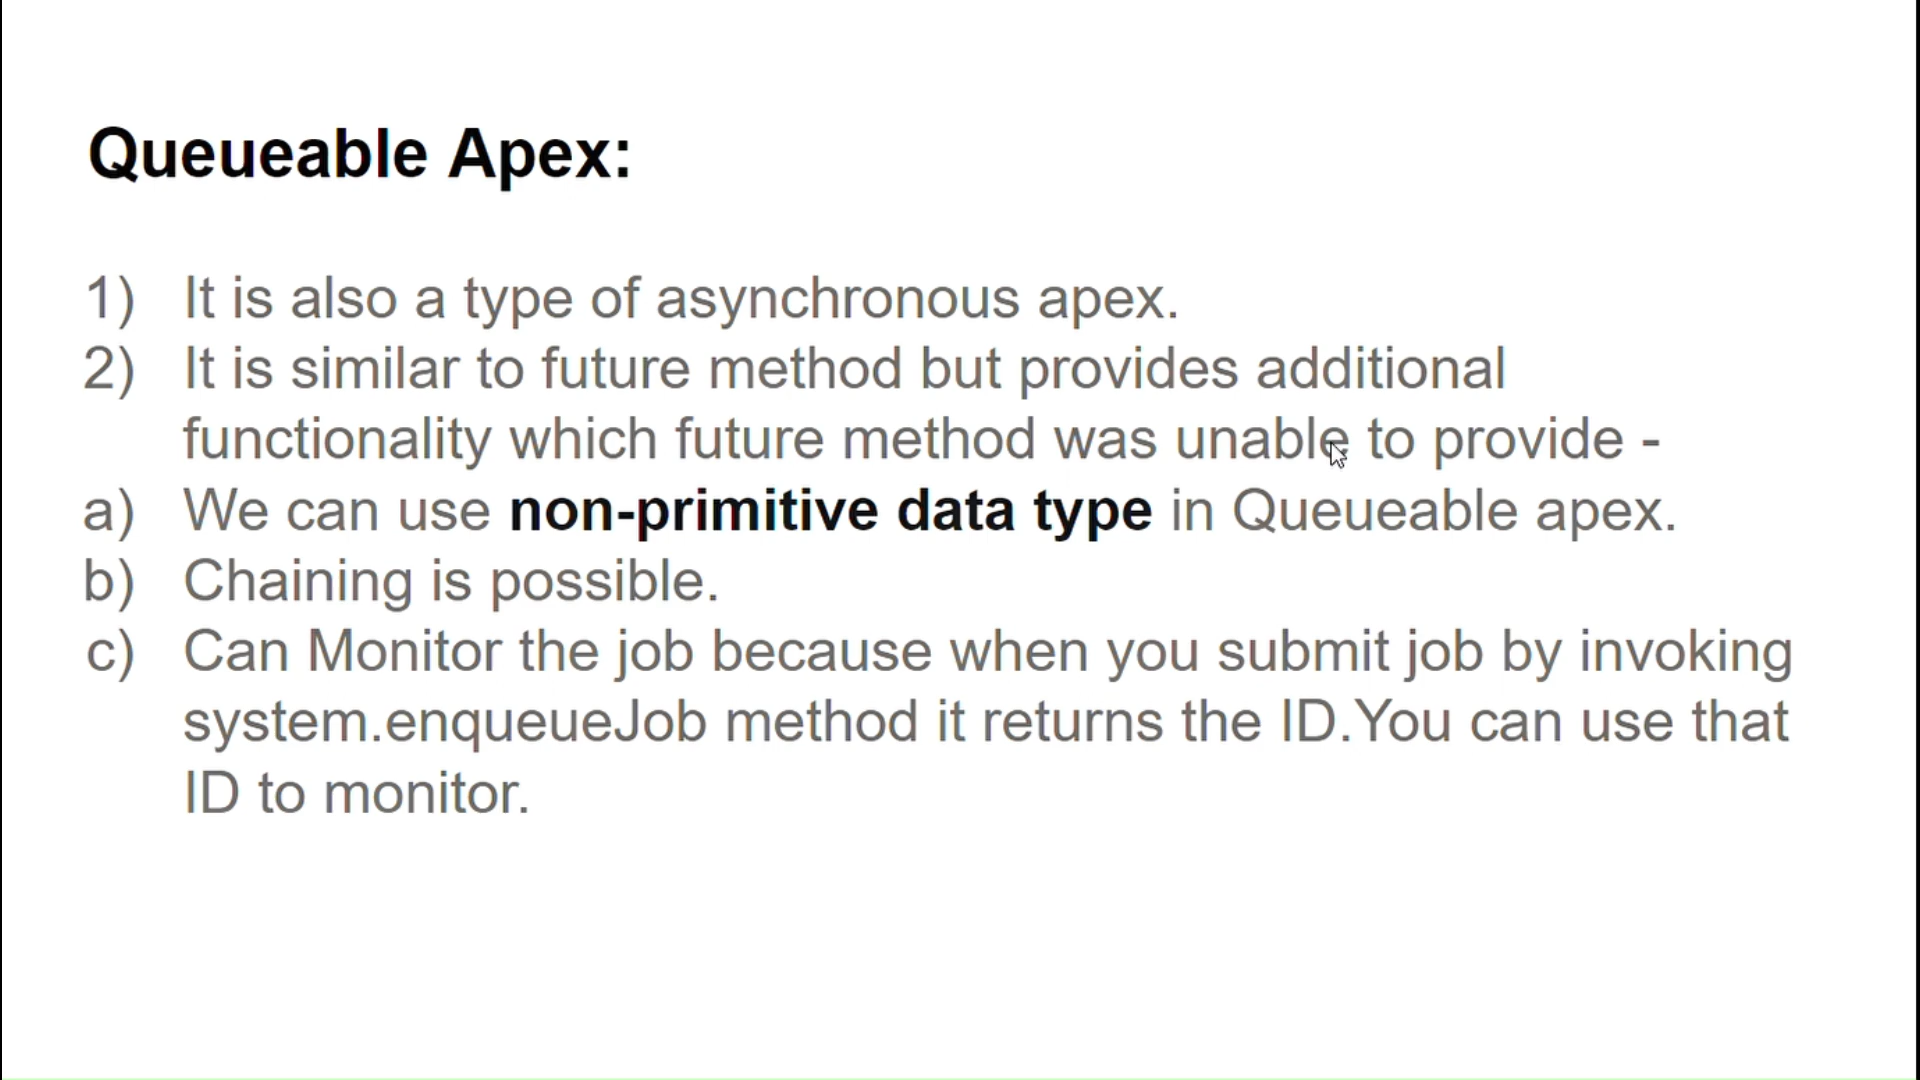 Queueable Apex:
1) It is also a type of asynchronous apex.
2) It is similar to future method but provides additional
functionality which future method was unable to provide -
a) We can use non-primitive data type in Queueable apex.
b) Chaining is possible.
c) Can Monitor the job because when you submit job by invoking
system.enqueueJob method it returns the ID.You can use that
ID to monitor.